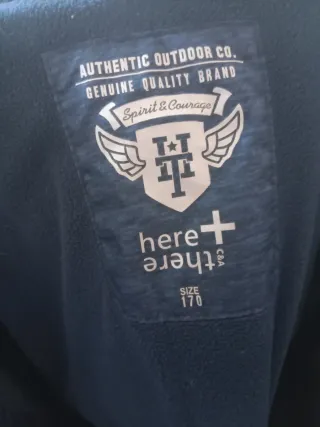 AUTHENTIC OUTDOOR CO.
GENUINE QUALITY BRAND
Spirit & Courage
HT
here+
there
C&A
SIZE
170